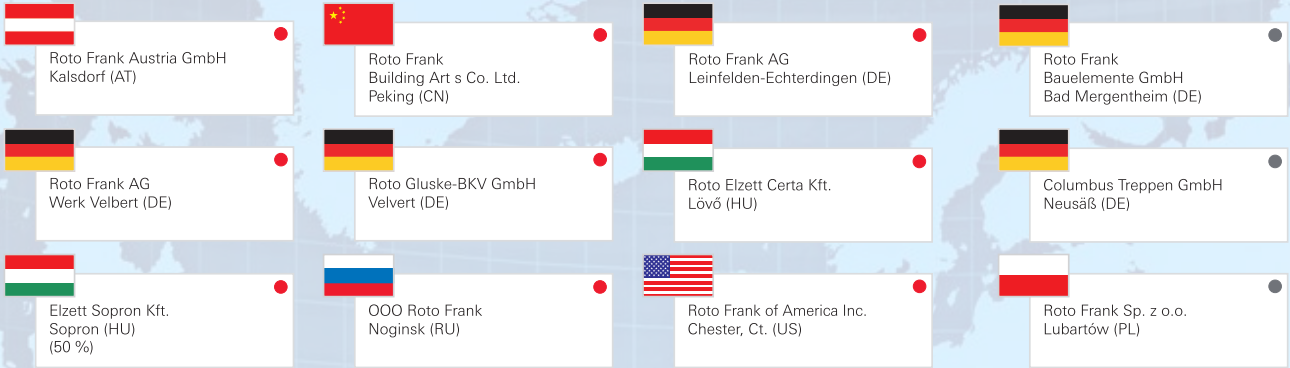 Roto Frank Austria GmbH
Kalsdorf (AT)
Roto Frank
Building Art s Co. Ltd.
Peking (CN)
Roto Frank AG
Leinfelden-Echterdingen (DE)
Roto Frank
Bauelemente GmbH
Bad Mergentheim (DE)
Roto Frank AG
Werk Velbert (DE)
Roto Gluske-BKV GmbH
Velvert (DE)
Roto Elzett Certa Kft.
Lövő (HU)
Columbus Treppen GmbH
Neusäß (DE)
Elzett Sopron Kft.
Sopron (HU)
(50 %)
OOO Roto Frank
Noginsk (RU)
Roto Frank of America Inc.
Chester, Ct. (US)
Roto Frank Sp. z o.o.
Lubartów (PL)